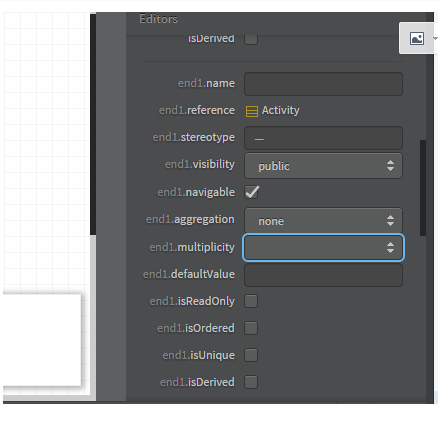 Editors
isDerived
end1.name
end1.reference Activity
end1.stereotype —
end1.visibility public
end1.navigable
end1.aggregation none
end1.multiplicity
end1.defaultValue
end1.isReadOnly
end1.isOrdered
end1.isUnique
end1.isDerived